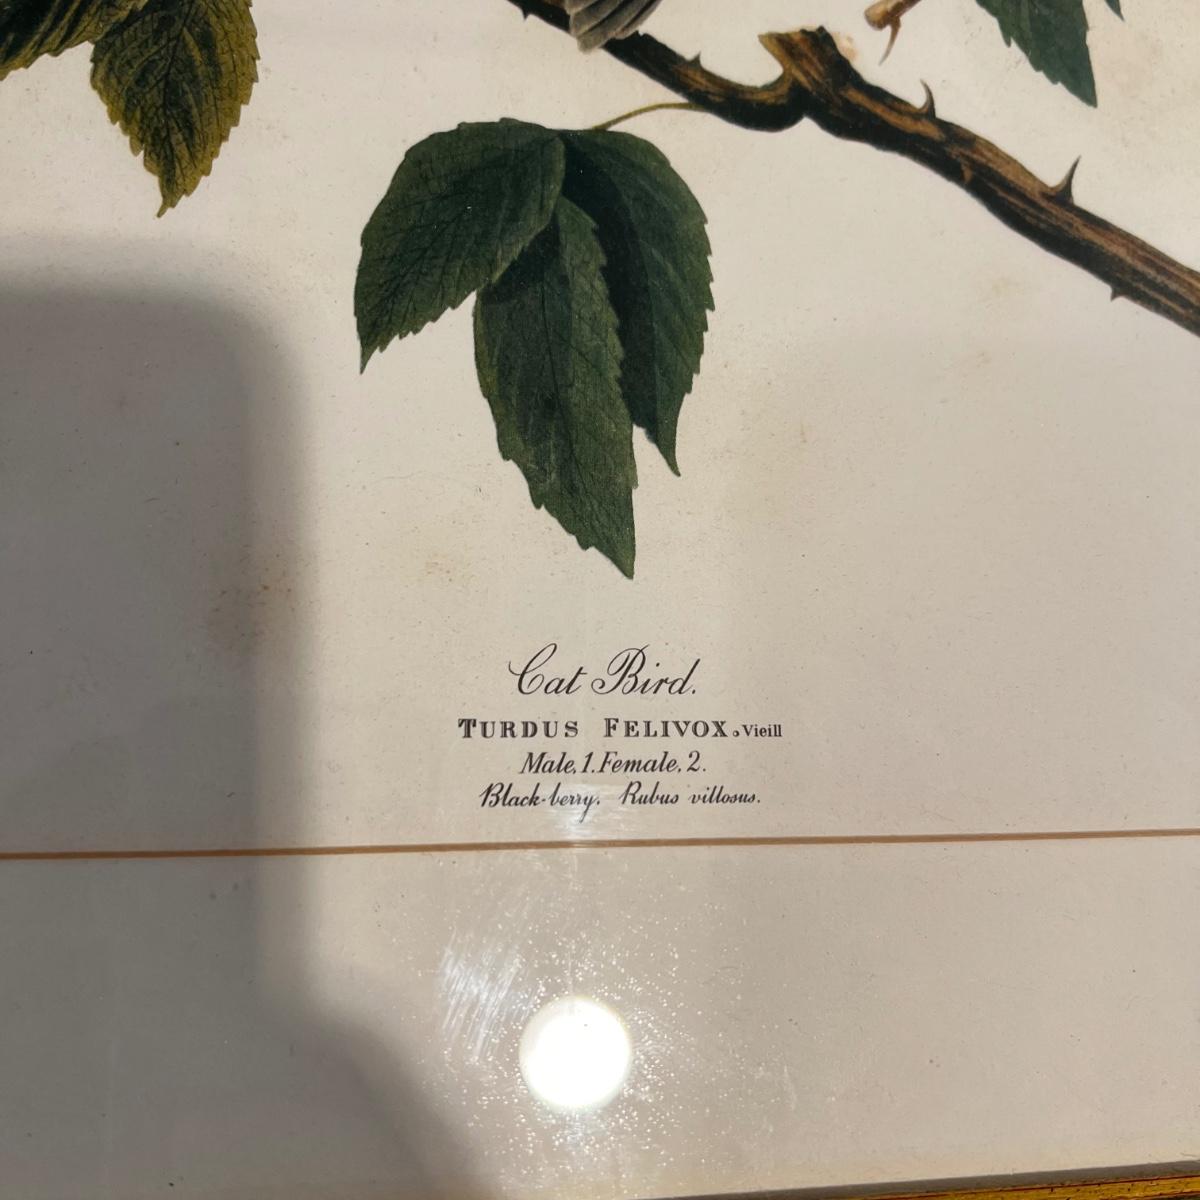 Cat Bird.
TURDUS FELIVOX. Vieill
Male, 1. Female, 2.
Black-berry. Rubus villosus.